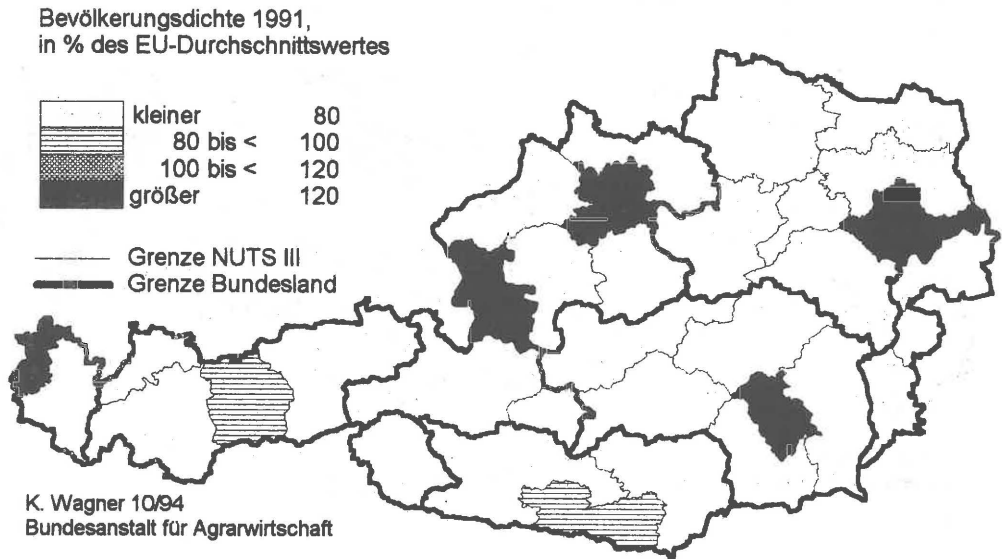 Bevölkerungsdichte 1991,
in % des EU-Durchschnittswertes
kleiner 80
80 bis < 100
100 bis < 120
größer 120
Grenze NUTS III
Grenze Bundesland
K. Wagner 10/94
Bundesanstalt für Agrarwirtschaft